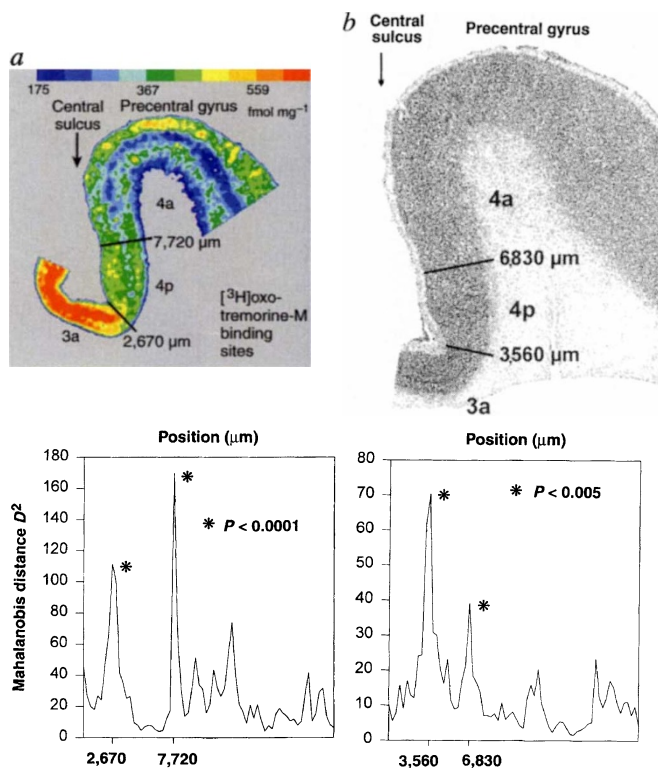 a
175 367 559
fmol mg⁻¹
Central
sulcus
Precentral gyrus
4a
7,720 µm
4p
[³H]oxo-
tremorine-M
binding
sites
3a
2,670 µm
b
Central
sulcus
Precentral gyrus
4a
6,830 µm
4p
3,560 µm
3a
Position (µm)
Mahalanobis distance D²
180
160
140
120
100
80
60
40
20
0
*
*
* P < 0.0001
2,670 7,720
Position (µm)
80
70
60
50
40
30
20
10
0
*
*
* P < 0.005
3,560 6,830